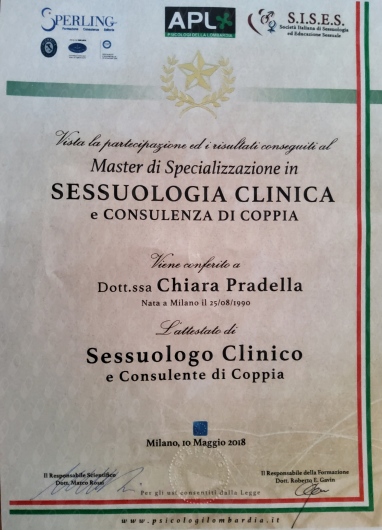 SPERLING
APL
PSICOLOGI DELLA LOMBARDIA
S.I.S.E.S.
Società Italiana di Sessuologia
ed Educazione Sessuale
Vista la partecipazione ed i risultati conseguiti al
Master di Specializzazione in
SESSUOLOGIA CLINICA
e CONSULENZA DI COPPIA
Viene conferito a
Dott.ssa Chiara Pradella
Nata a Milano il 25/08/1990
L'attestato di
Sessuologo Clinico
e Consulente di Coppia
Milano, 10 Maggio 2018
Il Responsabile Scientifico
Dott. Marco Rossi
Il Responsabile della Formazione
Dott. Roberto E. Gavin
Per gli usi consentiti dalla Legge
www.psicologilombardia.it